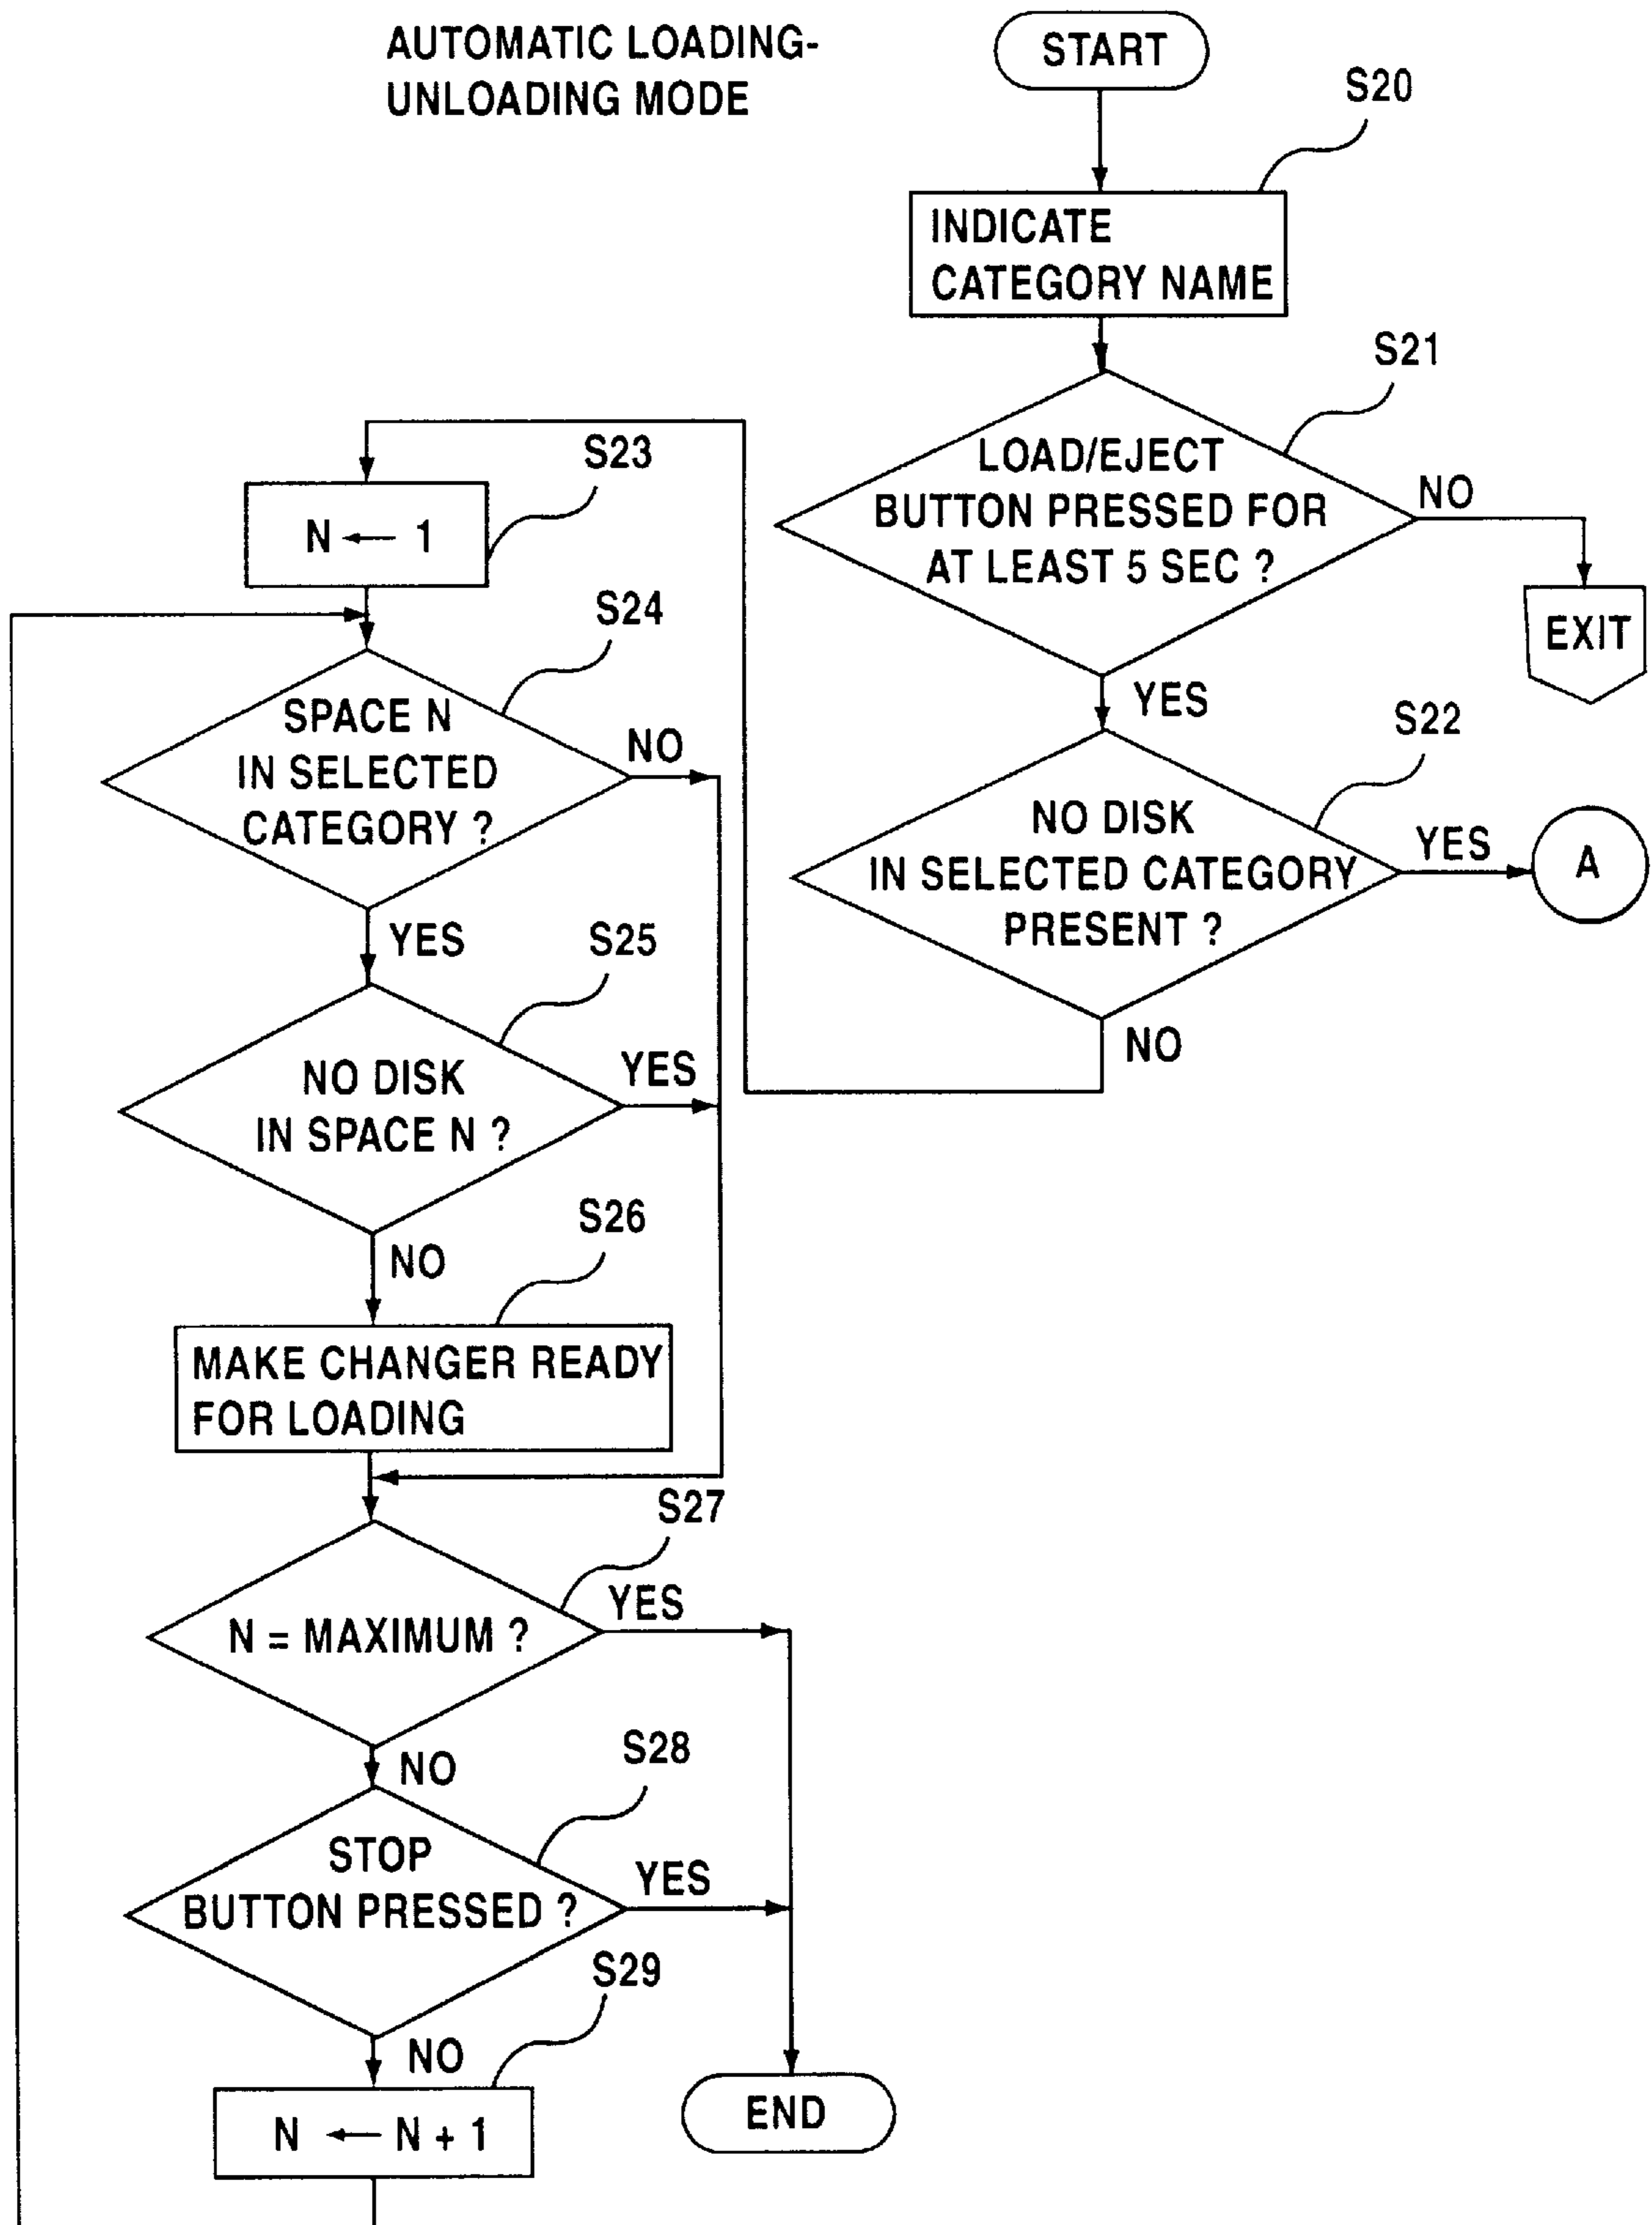 AUTOMATIC LOADING-
UNLOADING MODE
START
S20
INDICATE
CATEGORY NAME
S21
LOAD/EJECT
BUTTON PRESSED FOR
AT LEAST 5 SEC ?
NO
EXIT
YES
S22
NO DISK
IN SELECTED CATEGORY
PRESENT ?
YES
A
NO
S23
N ← 1
S24
SPACE N
IN SELECTED
CATEGORY ?
NO
YES
S25
NO DISK
IN SPACE N ?
YES
NO
S26
MAKE CHANGER READY
FOR LOADING
S27
N = MAXIMUM ?
YES
NO
S28
STOP
BUTTON PRESSED ?
YES
NO
S29
N ← N + 1
END